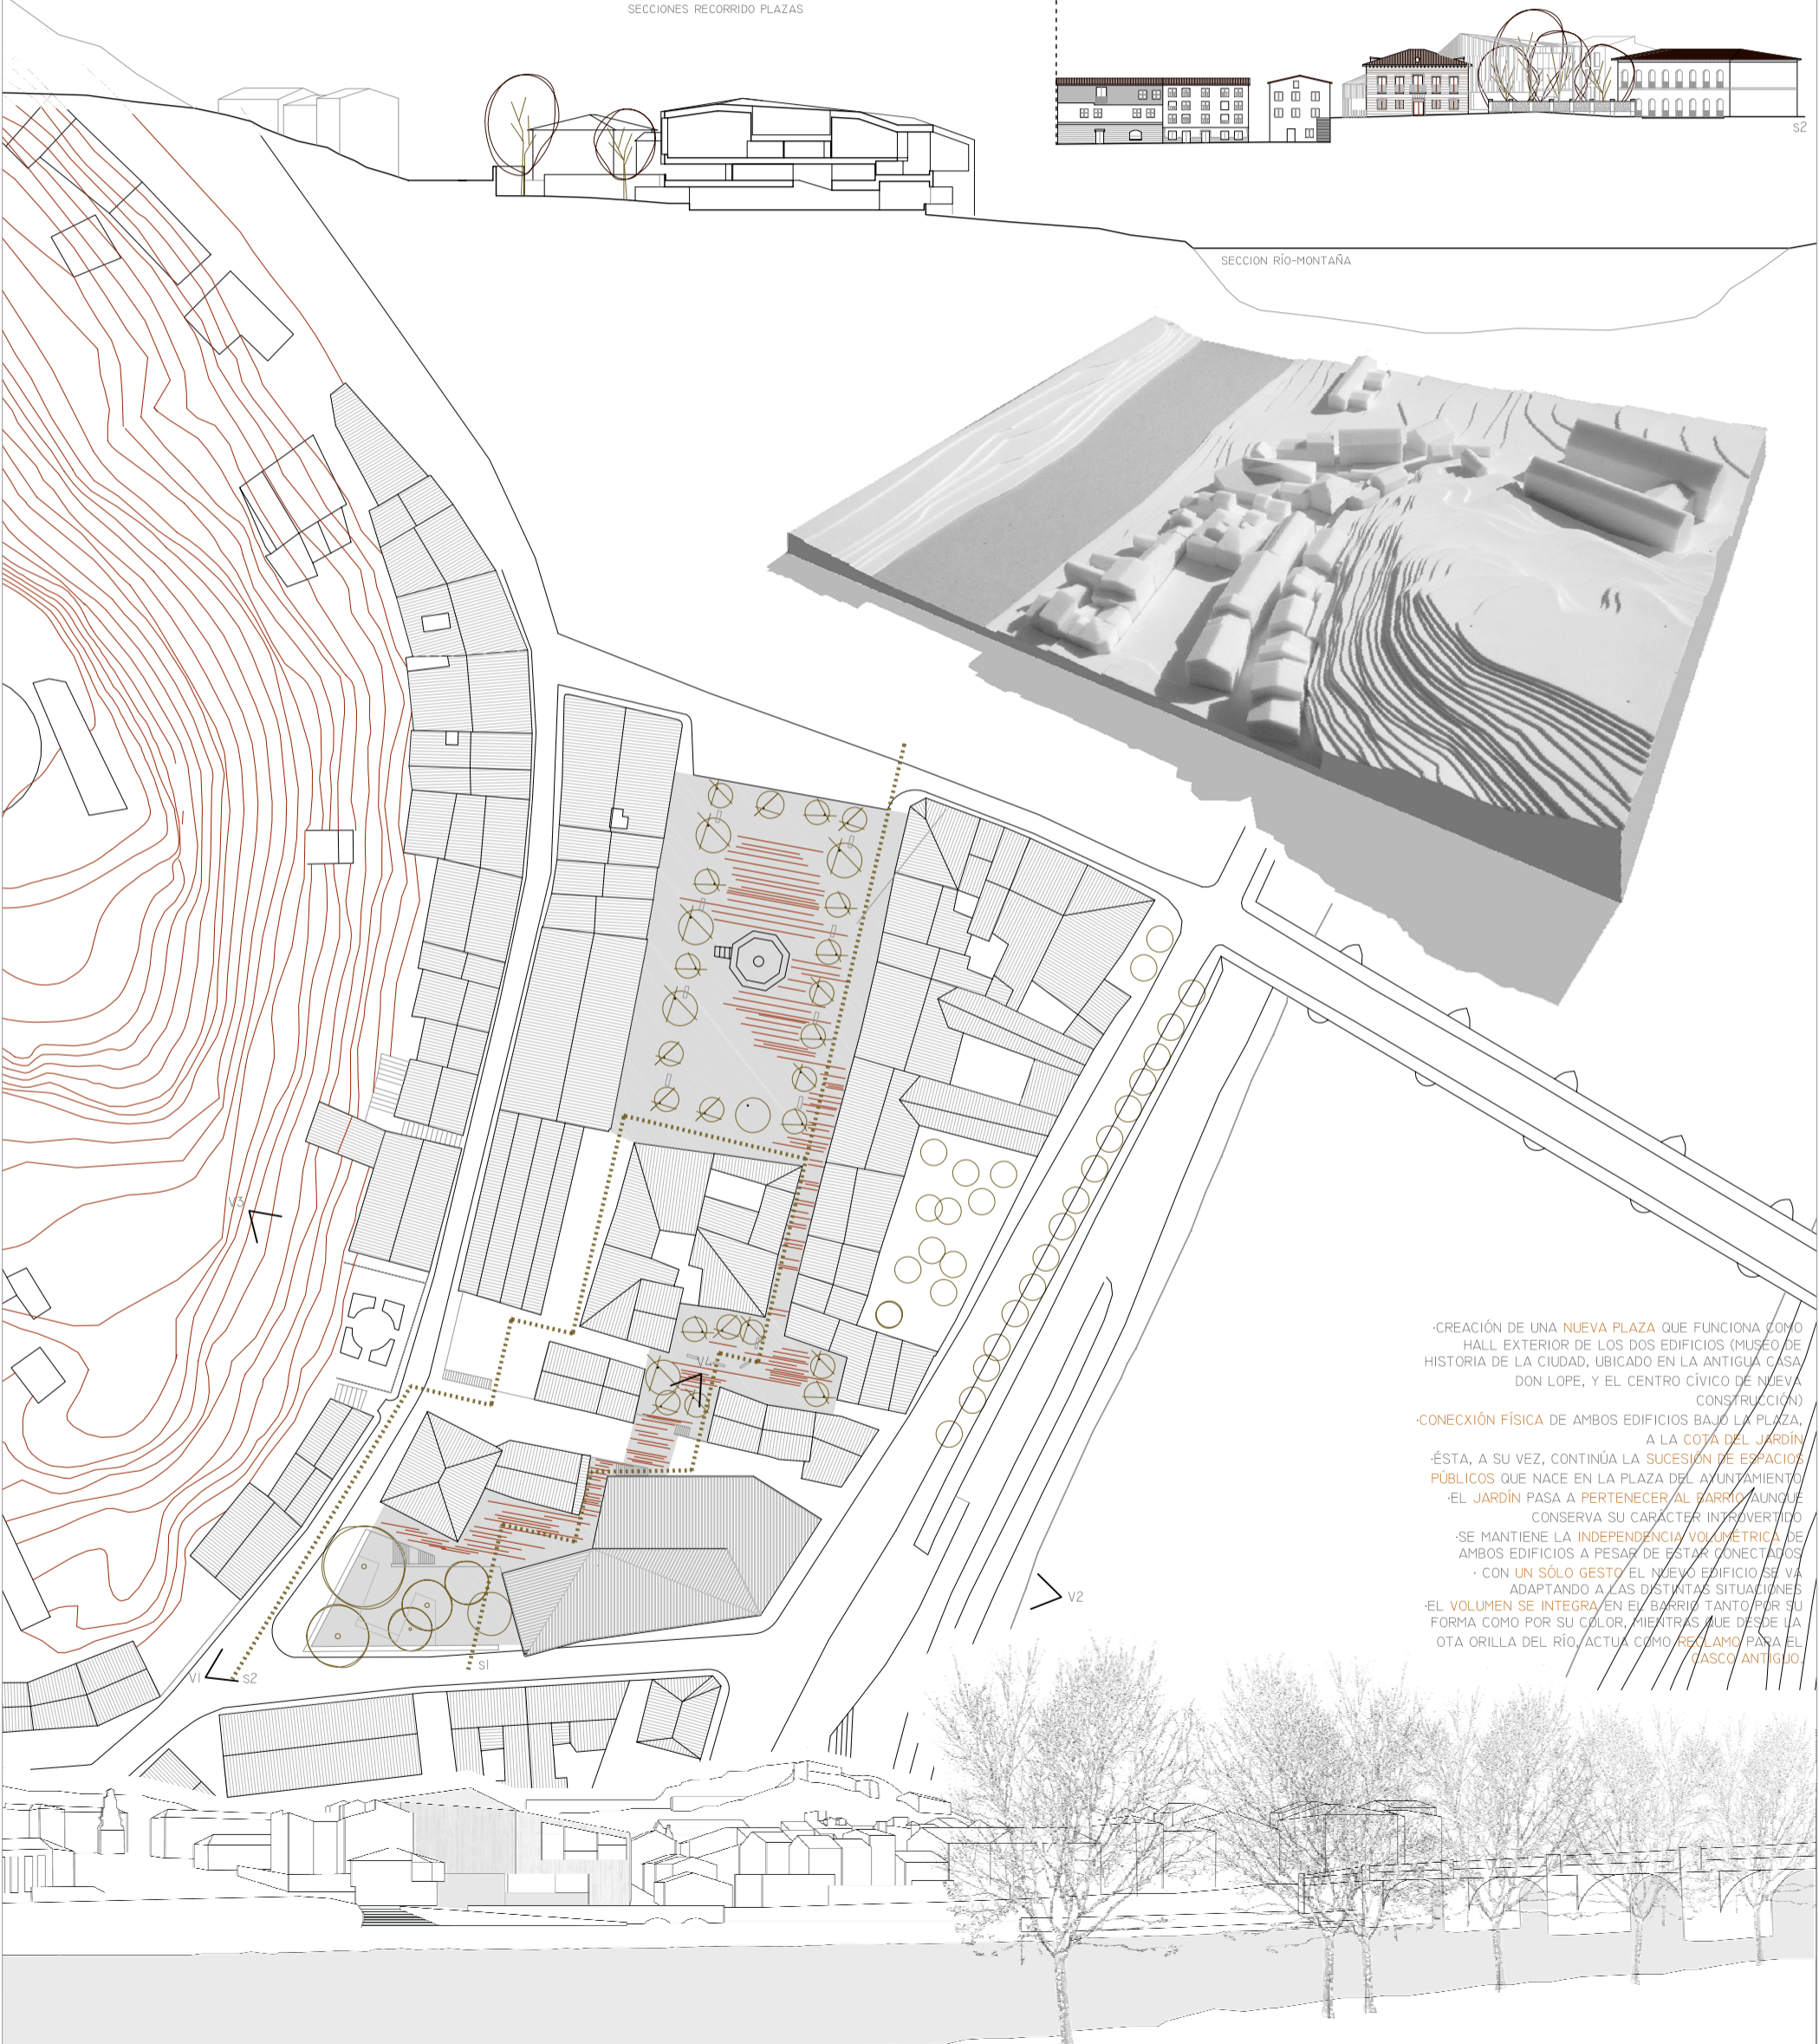 SECCIONES RECORRIDO PLAZAS
S2
SECCION RÍO-MONTAÑA
V3
V4
·CREACIÓN DE UNA NUEVA PLAZA QUE FUNCIONA COMO
HALL EXTERIOR DE LOS DOS EDIFICIOS (MUSEO DE
HISTORIA DE LA CIUDAD, UBICADO EN LA ANTIGUA CASA
DON LOPE, Y EL CENTRO CÍVICO DE NUEVA
CONSTRUCCIÓN)
·CONECXIÓN FÍSICA DE AMBOS EDIFICIOS BAJO LA PLAZA,
A LA COTA DEL JARDÍN
·ÉSTA, A SU VEZ, CONTINÚA LA SUCESIÓN DE ESPACIOS
PÚBLICOS QUE NACE EN LA PLAZA DEL AYUNTAMIENTO
·EL JARDÍN PASA A PERTENECER AL BARRIO AUNQUE
CONSERVA SU CARÁCTER INTROVERTIDO
·SE MANTIENE LA INDEPENDENCIA VOLUMÉTRICA DE
AMBOS EDIFICIOS A PESAR DE ESTAR CONECTADOS
· CON UN SÓLO GESTO EL NUEVO EDIFICIO SE VA
ADAPTANDO A LAS DISTINTAS SITUACIONES
·EL VOLUMEN SE INTEGRA EN EL BARRIO TANTO POR SU
FORMA COMO POR SU COLOR, MIENTRAS QUE DESDE LA
OTA ORILLA DEL RÍO, ACTUA COMO RECLAMO PARA EL
CASCO ANTIGUO.
V2
S1
V1
S2